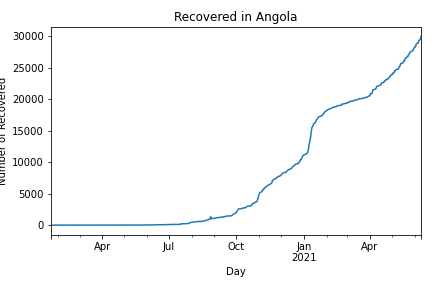 Recovered in Angola
30000
25000
20000
15000
10000
5000
0
Number of Recovered
Apr Jul Oct Jan Apr
2021
Day